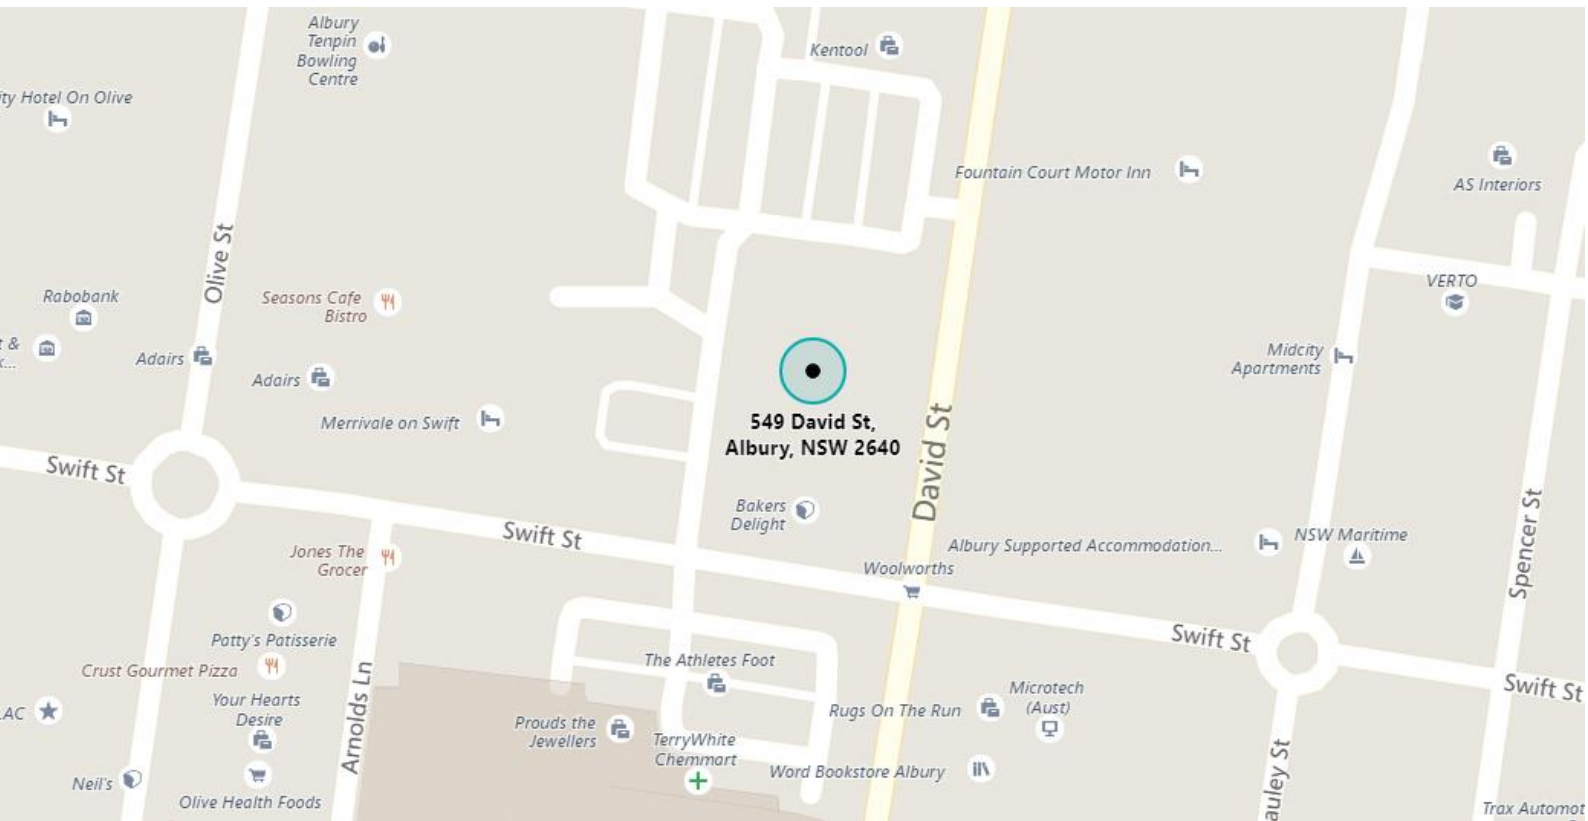 Albury
Tenpin
Bowling
Centre
Kentool
ity Hotel On Olive
Fountain Court Motor Inn
AS Interiors
Olive St
Rabobank
Seasons Cafe
Bistro
VERTO
t &
k...
Adairs
Adairs
Midcity
Apartments
Merrivale on Swift
549 David St,
Albury, NSW 2640
David St
Swift St
Bakers
Delight
Swift St
Spencer St
Albury Supported Accommodation...
NSW Maritime
Jones The
Grocer
Woolworths
Patty's Patisserie
Swift St
Crust Gourmet Pizza
The Athletes Foot
Swift St
Your Hearts
Desire
Arnolds Ln
Microtech
(Aust)
LAC
Rugs On The Run
Prouds the
Jewellers
TerryWhite
Chemmart
Word Bookstore Albury
Neil's
auley St
Olive Health Foods
Trax Automot